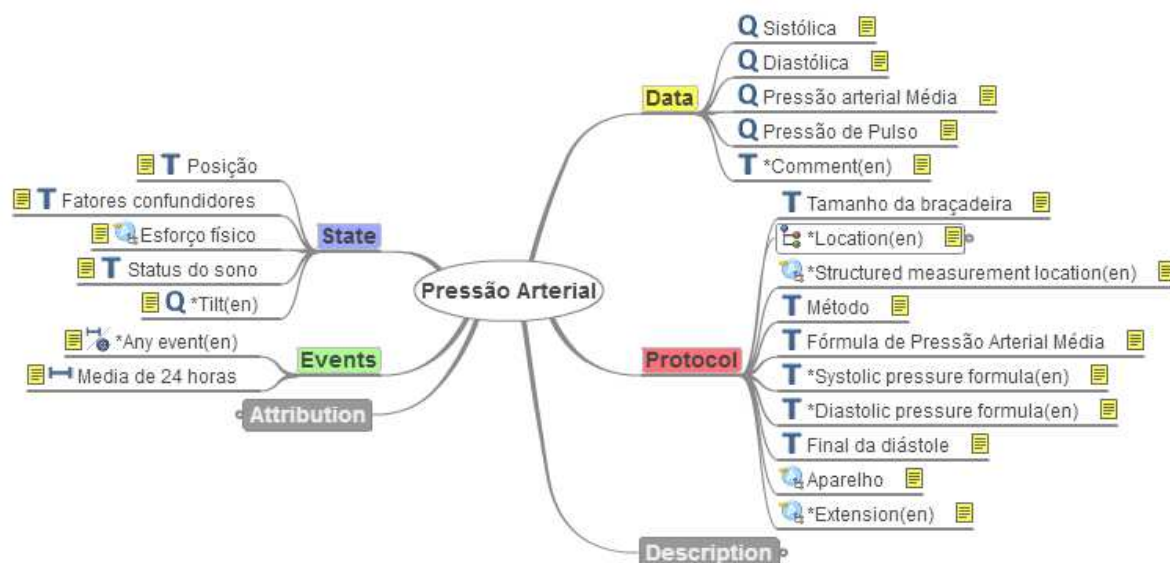 Pressão Arterial
Data
Q Sistólica
Q Diastólica
Q Pressão arterial Média
Q Pressão de Pulso
T *Comment(en)
Protocol
T Tamanho da braçadeira
*Location(en)
*Structured measurement location(en)
T Método
T Fórmula de Pressão Arterial Média
T *Systolic pressure formula(en)
T *Diastolic pressure formula(en)
T Final da diástole
Aparelho
*Extension(en)
Description
State
T Posição
T Fatores confundidores
Esforço físico
T Status do sono
Q *Tilt(en)
Events
*Any event(en)
Media de 24 horas
Attribution